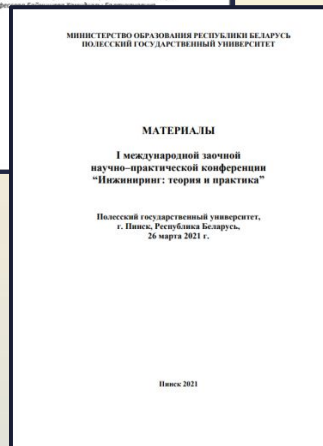 МИНИСТЕРСТВО ОБРАЗОВАНИЯ РЕСПУБЛИКИ БЕЛАРУСЬ
ПОЛЕССКИЙ ГОСУДАРСТВЕННЫЙ УНИВЕРСИТЕТ
МАТЕРИАЛЫ
I международной заочной
научно–практической конференции
“Инжиниринг: теория и практика”
Полесский государственный университет,
г. Пинск, Республика Беларусь,
26 марта 2021 г.
Пинск 2021